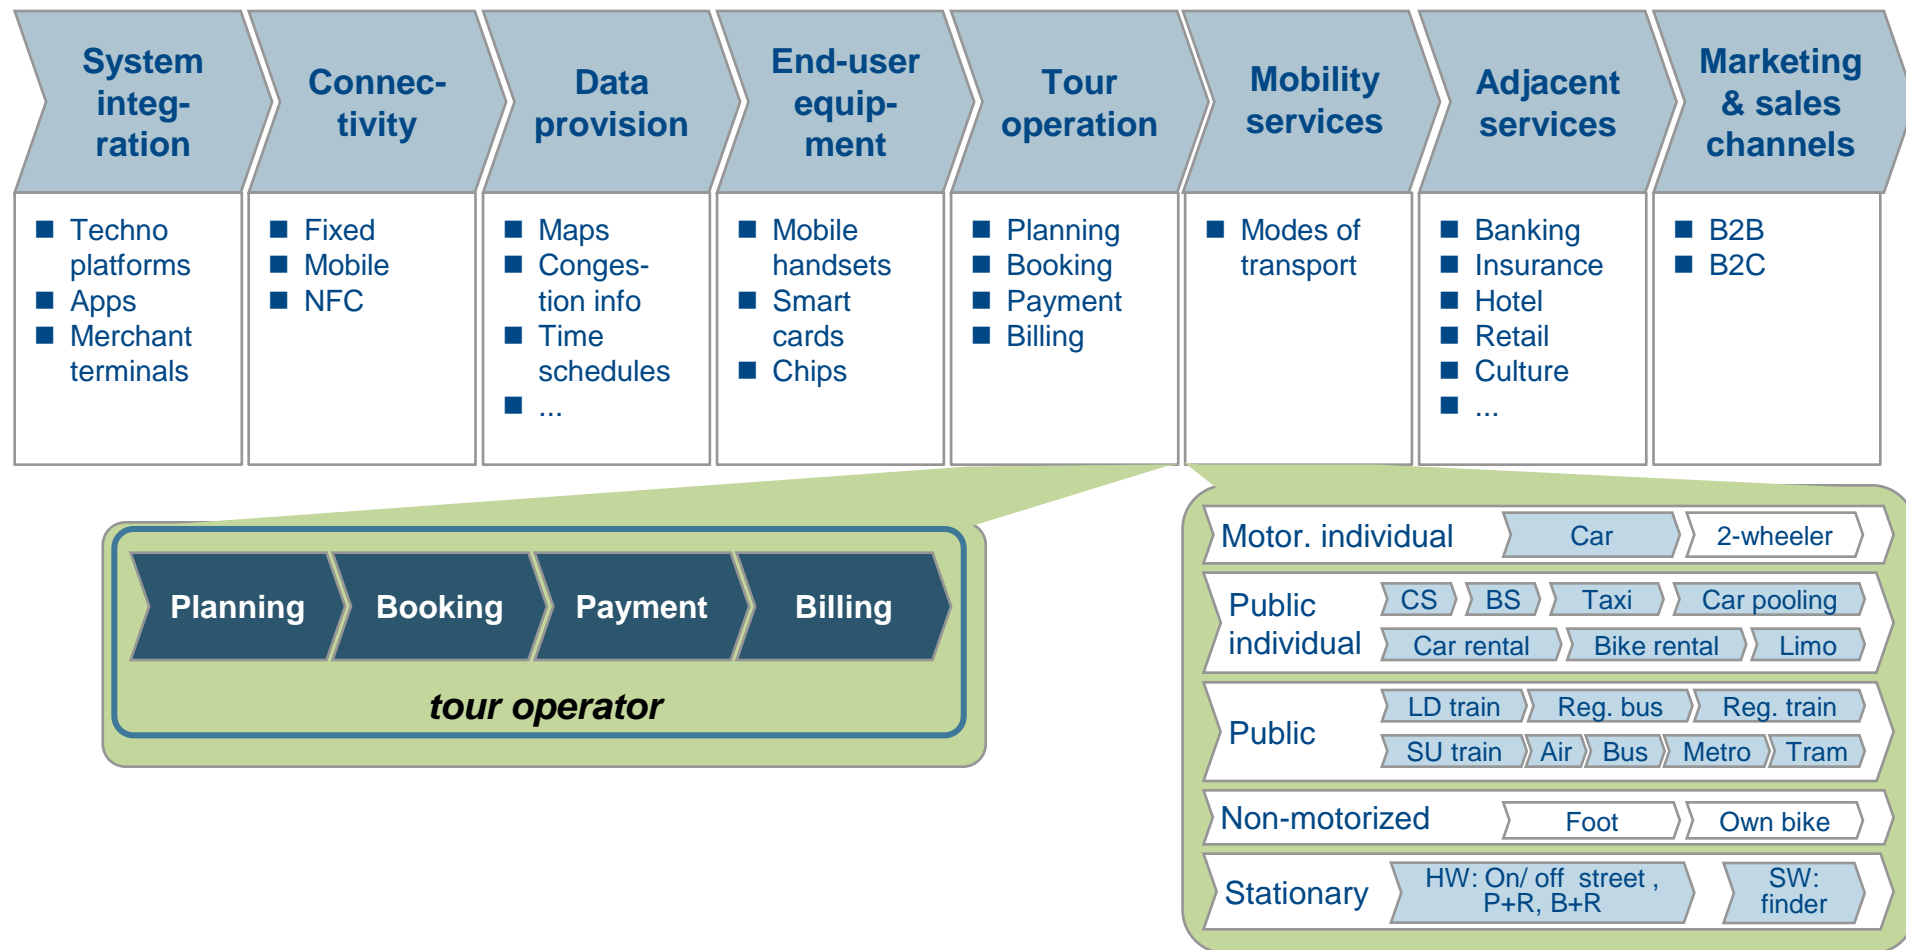 System
integ-
ration
Connec-
tivity
Data
provision
End-user
equip-
ment
Tour
operation
Mobility
services
Adjacent
services
Marketing
& sales
channels
Techno
platforms
Apps
Merchant
terminals
Fixed
Mobile
NFC
Maps
Conges-
tion info
Time
schedules
...
Mobile
handsets
Smart
cards
Chips
Planning
Booking
Payment
Billing
Modes of
transport
Banking
Insurance
Hotel
Retail
Culture
...
B2B
B2C
Planning Booking Payment Billing
tour operator
Motor. individual Car 2-wheeler
Public
individual
CS BS Taxi Car pooling
Car rental Bike rental Limo
Public
LD train Reg. bus Reg. train
SU train Air Bus Metro Tram
Non-motorized Foot Own bike
Stationary
HW: On/ off street ,
P+R, B+R
SW:
finder